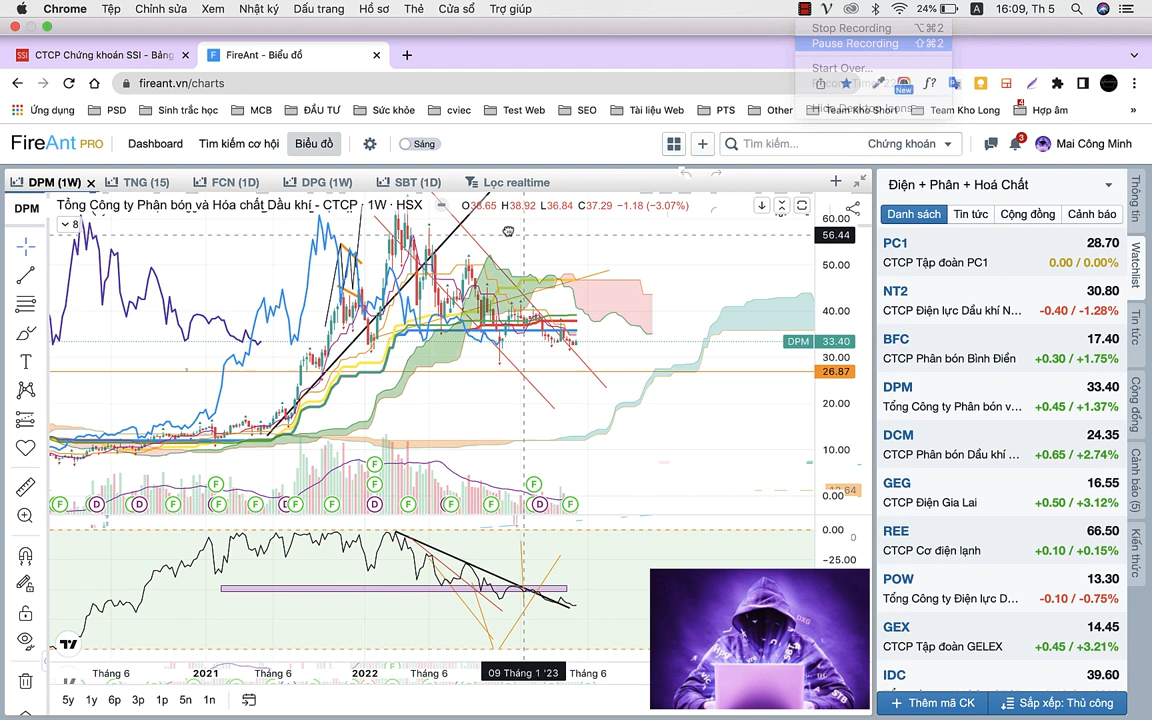 Chrome Tệp Chỉnh sửa Xem Nhật ký Dấu trang Hồ sơ Thẻ Cửa sổ Trợ giúp 24% A 16:09, Th 5
Stop Recording ⌥⌘2
Pause Recording ⇧⌘2
Start Over...
SSI CTCP Chứng khoán SSI - Bảng
FireAnt - Biểu đồ
fireant.vn/charts
New
Ứng dụng PSD Sinh trắc học MCB ĐẦU TƯ Sức khỏe cviec Test Web SEO Tài liệu Web PTS Other Team Kho Short Team Kho Long Hợp âm
FireAnt PRO Dashboard Tìm kiếm cơ hội Biểu đồ Sáng Tìm kiếm... Chứng khoán 3 Mai Công Minh
DPM (1W) TNG (15) FCN (1D) DPG (1W) SBT (1D) Lọc realtime
DPM Tổng Công ty Phân bón và Hóa chất Dầu khí - CTCP · 1W · HSX O38.65 H38.92 L36.84 C37.29 −1.18 (−3.07%)
8
60.00
56.44
50.00
40.00
DPM 33.40
30.00
26.87
20.00
10.00
0.00
0.00
−25.00
Tháng 6 2021 Tháng 6 2022 Tháng 6 09 Tháng 1 '23 Tháng 6
5y 1y 6p 3p 1p 5n 1n
Điện + Phân + Hoá Chất
Danh sách Tin tức Cộng đồng Cảnh báo
PC1 28.70
CTCP Tập đoàn PC1 0.00 / 0.00%
NT2 30.80
CTCP Điện lực Dầu khí N... -0.40 / -1.28%
BFC 17.40
CTCP Phân bón Bình Điền +0.30 / +1.75%
DPM 33.40
Tổng Công ty Phân bón v... +0.45 / +1.37%
DCM 24.35
CTCP Phân bón Dầu khí ... +0.65 / +2.74%
GEG 16.55
CTCP Điện Gia Lai +0.50 / +3.12%
REE 66.50
CTCP Cơ điện lạnh +0.10 / +0.15%
POW 13.30
Tổng Công ty Điện lực D... -0.10 / -0.75%
GEX 14.45
CTCP Tập đoàn GELEX +0.45 / +3.21%
IDC 39.60
Thêm mã CK Sắp xếp: Thủ công
Thông tin
Watchlist
Tin tức
Cộng đồng
Cảnh báo (5)
Kiến thức